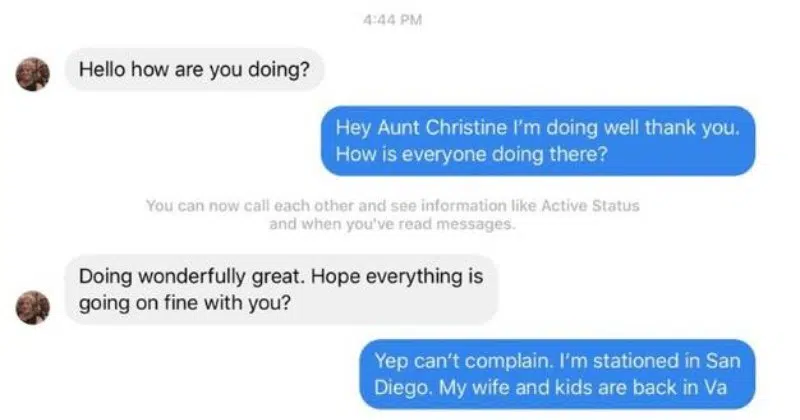 4:44 PM
Hello how are you doing?
Hey Aunt Christine I'm doing well thank you.
How is everyone doing there?
You can now call each other and see information like Active Status
and when you've read messages.
Doing wonderfully great. Hope everything is
going on fine with you?
Yep can't complain. I'm stationed in San
Diego. My wife and kids are back in Va